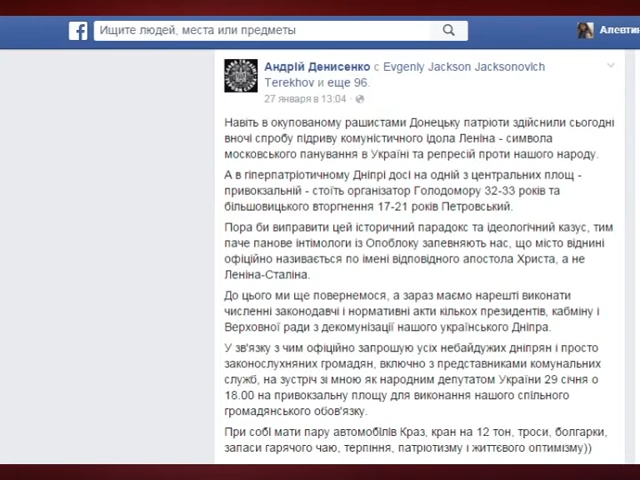 Ищите людей, места или предметы
Алевтин
Андрій Денисенко с Evgeniy Jackson Jacksonovich
Terekhov и еще 96.
27 января в 13:04 ·
Навіть в окупованому рашистами Донецьку патріоти здійснили сьогодні
вночі спробу підриву комуністичного ідола Леніна - символа
московського панування в Україні та репресій проти нашого народу.
А в гіперпатріотичному Дніпрі досі на одній з центральних площ -
привокзальній - стоїть організатор Голодомору 32-33 років та
більшовицького вторгнення 17-21 років Петровський.
Пора би виправити цей історичний парадокс та ідеологічний казус, тим
паче панове інтімологи із Опоблоку запевняють нас, що місто віднині
офіційно називається по імені відповідного апостола Христа, а не
Леніна-Сталіна.
До цього ми ще повернемося, а зараз маємо нарешті виконати
численні законодавчі і нормативні акти кількох президентів, кабміну і
Верховної ради з декомунізації нашого українського Дніпра.
У зв'язку з чим офіційно запрошую усіх небайдужих дніпрян і просто
законослухняних громадян, включно з представниками комунальних
служб, на зустріч зі мною як народним депутатом України 29 січня о
18.00 на привокзальну площу для виконання нашого спільного
громадянського обов'язку.
При собі мати пару автомобілів Краз, кран на 12 тон, троси, болгарки,
запаси гарячого чаю, терпіння, патріотизму і життєвого оптимізму))